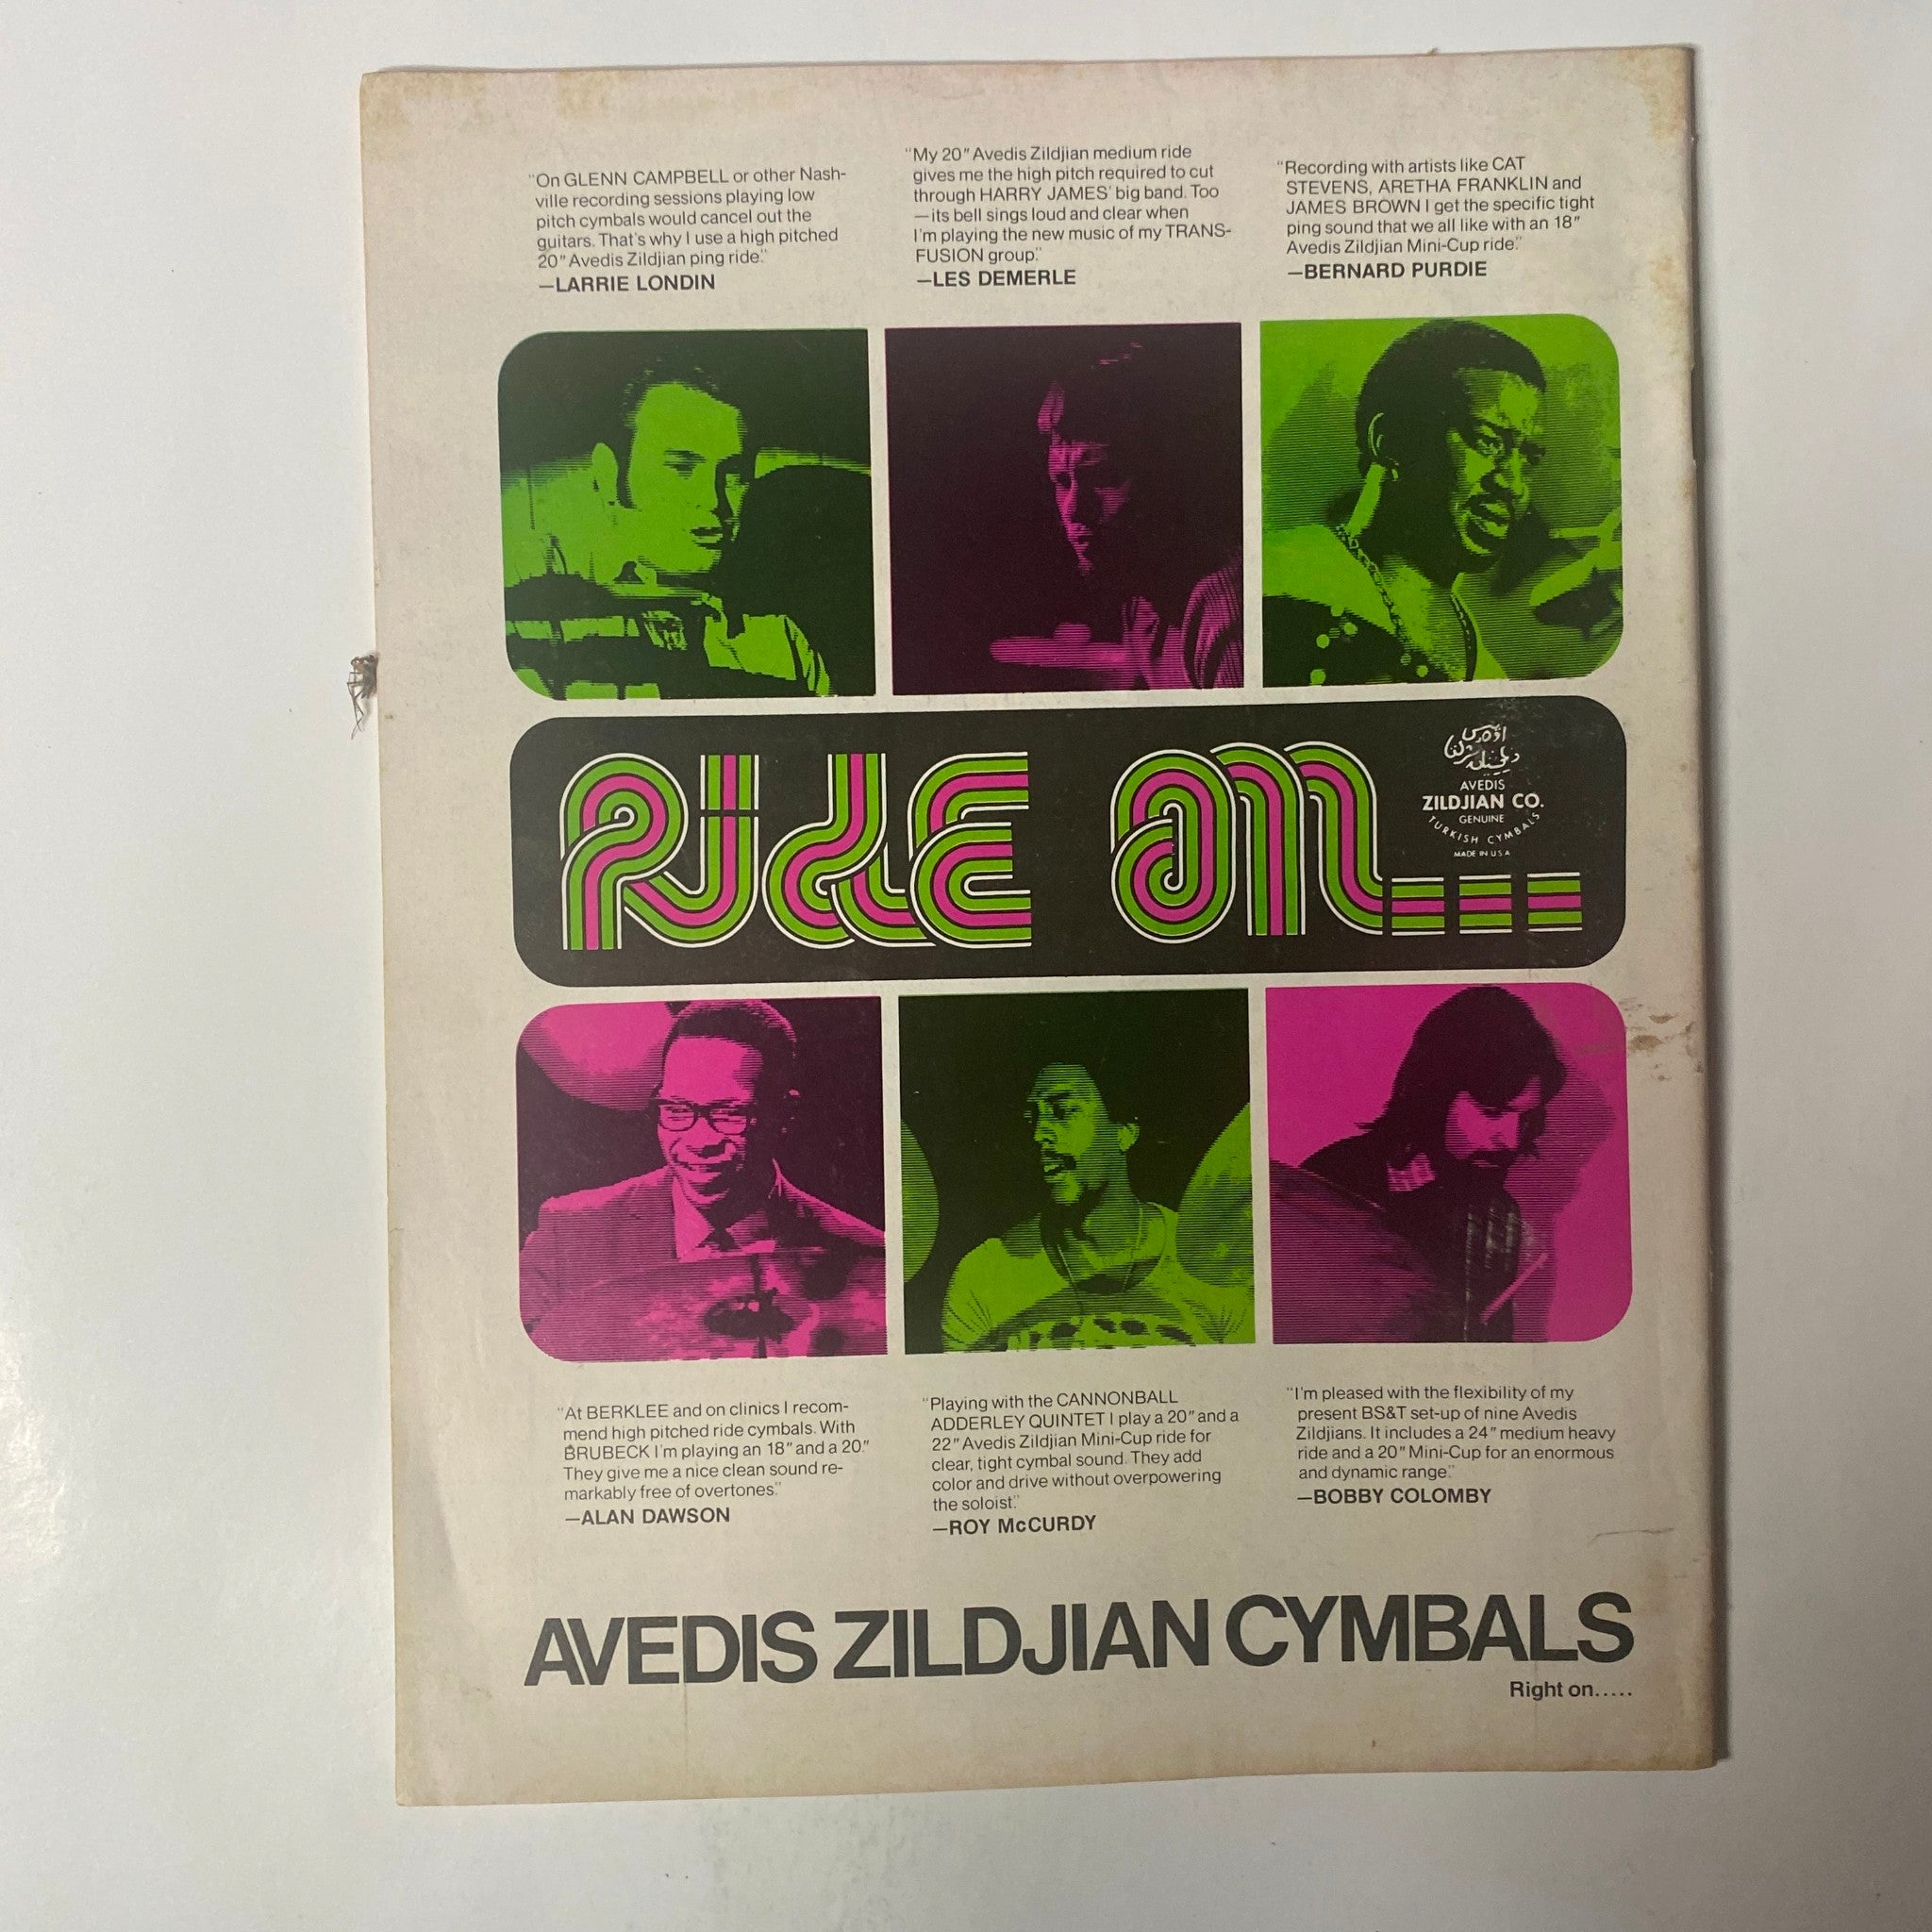 "On GLENN CAMPBELL or other Nash-
ville recording sessions playing low
pitch cymbals would cancel out the
guitars. That's why I use a high pitched
20" Avedis Zildjian ping ride."
—LARRIE LONDIN
"My 20" Avedis Zildjian medium ride
gives me the high pitch required to cut
through HARRY JAMES' big band. Too
—its bell sings loud and clear when
I'm playing the new music of my TRANS-
FUSION group."
—LES DEMERLE
"Recording with artists like CAT
STEVENS, ARETHA FRANKLIN and
JAMES BROWN I get the specific tight
ping sound that we all like with an 18"
Avedis Zildjian Mini-Cup ride."
—BERNARD PURDIE
RIDE ON...
AVEDIS
ZILDJIAN CO.
GENUINE
TURKISH CYMBALS
MADE IN U S A
"At BERKLEE and on clinics I recom-
mend high pitched ride cymbals. With
BRUBECK I'm playing an 18" and a 20."
They give me a nice clean sound re-
markably free of overtones."
—ALAN DAWSON
"Playing with the CANNONBALL
ADDERLEY QUINTET I play a 20" and a
22" Avedis Zildjian Mini-Cup ride for
clear, tight cymbal sound. They add
color and drive without overpowering
the soloist."
—ROY McCURDY
"I'm pleased with the flexibility of my
present BS&T set-up of nine Avedis
Zildjians. It includes a 24" medium heavy
ride and a 20" Mini-Cup for an enormous
and dynamic range."
—BOBBY COLOMBY
AVEDIS ZILDJIAN CYMBALS
Right on.....